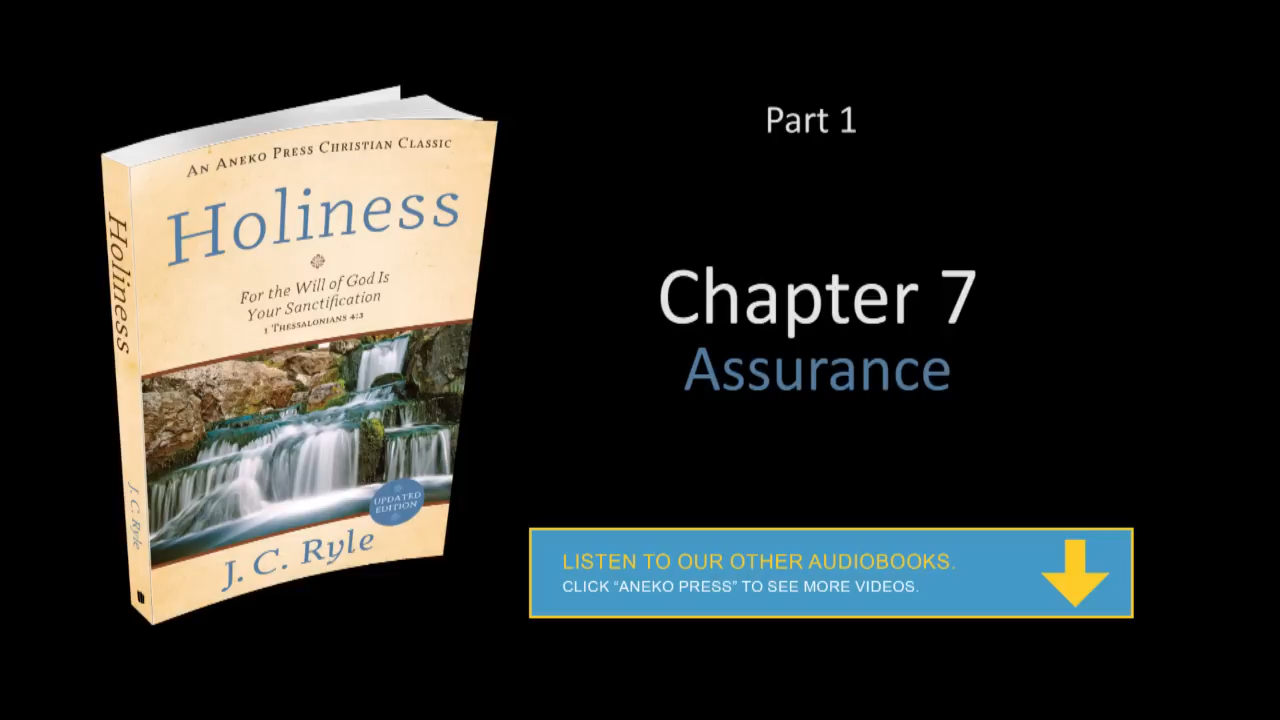 AN ANEKO PRESS CHRISTIAN CLASSIC
Holiness
For the Will of God Is
Your Sanctification
1 THESSALONIANS 4:3
UPDATED
EDITION
J. C. Ryle
Holiness
J. C. Ryle
Part 1
Chapter 7
Assurance
LISTEN TO OUR OTHER AUDIOBOOKS.
CLICK “ANEKO PRESS” TO SEE MORE VIDEOS.